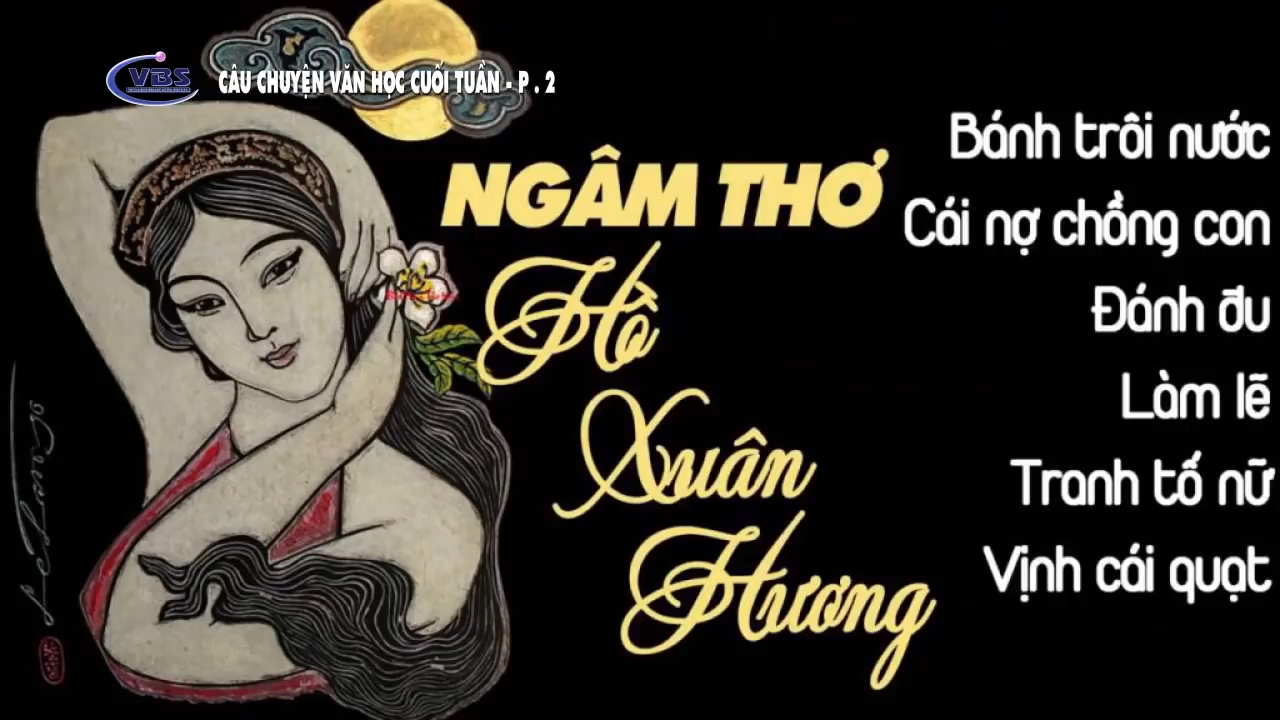 VBS
CÂU CHUYỆN VĂN HỌC CUỐI TUẦN - P . 2
NGÂM THƠ
Hồ
Xuân
Hương
Bánh trôi nước
Cái nợ chồng con
Đánh đu
Làm lẽ
Tranh tố nữ
Vịnh cái quạt